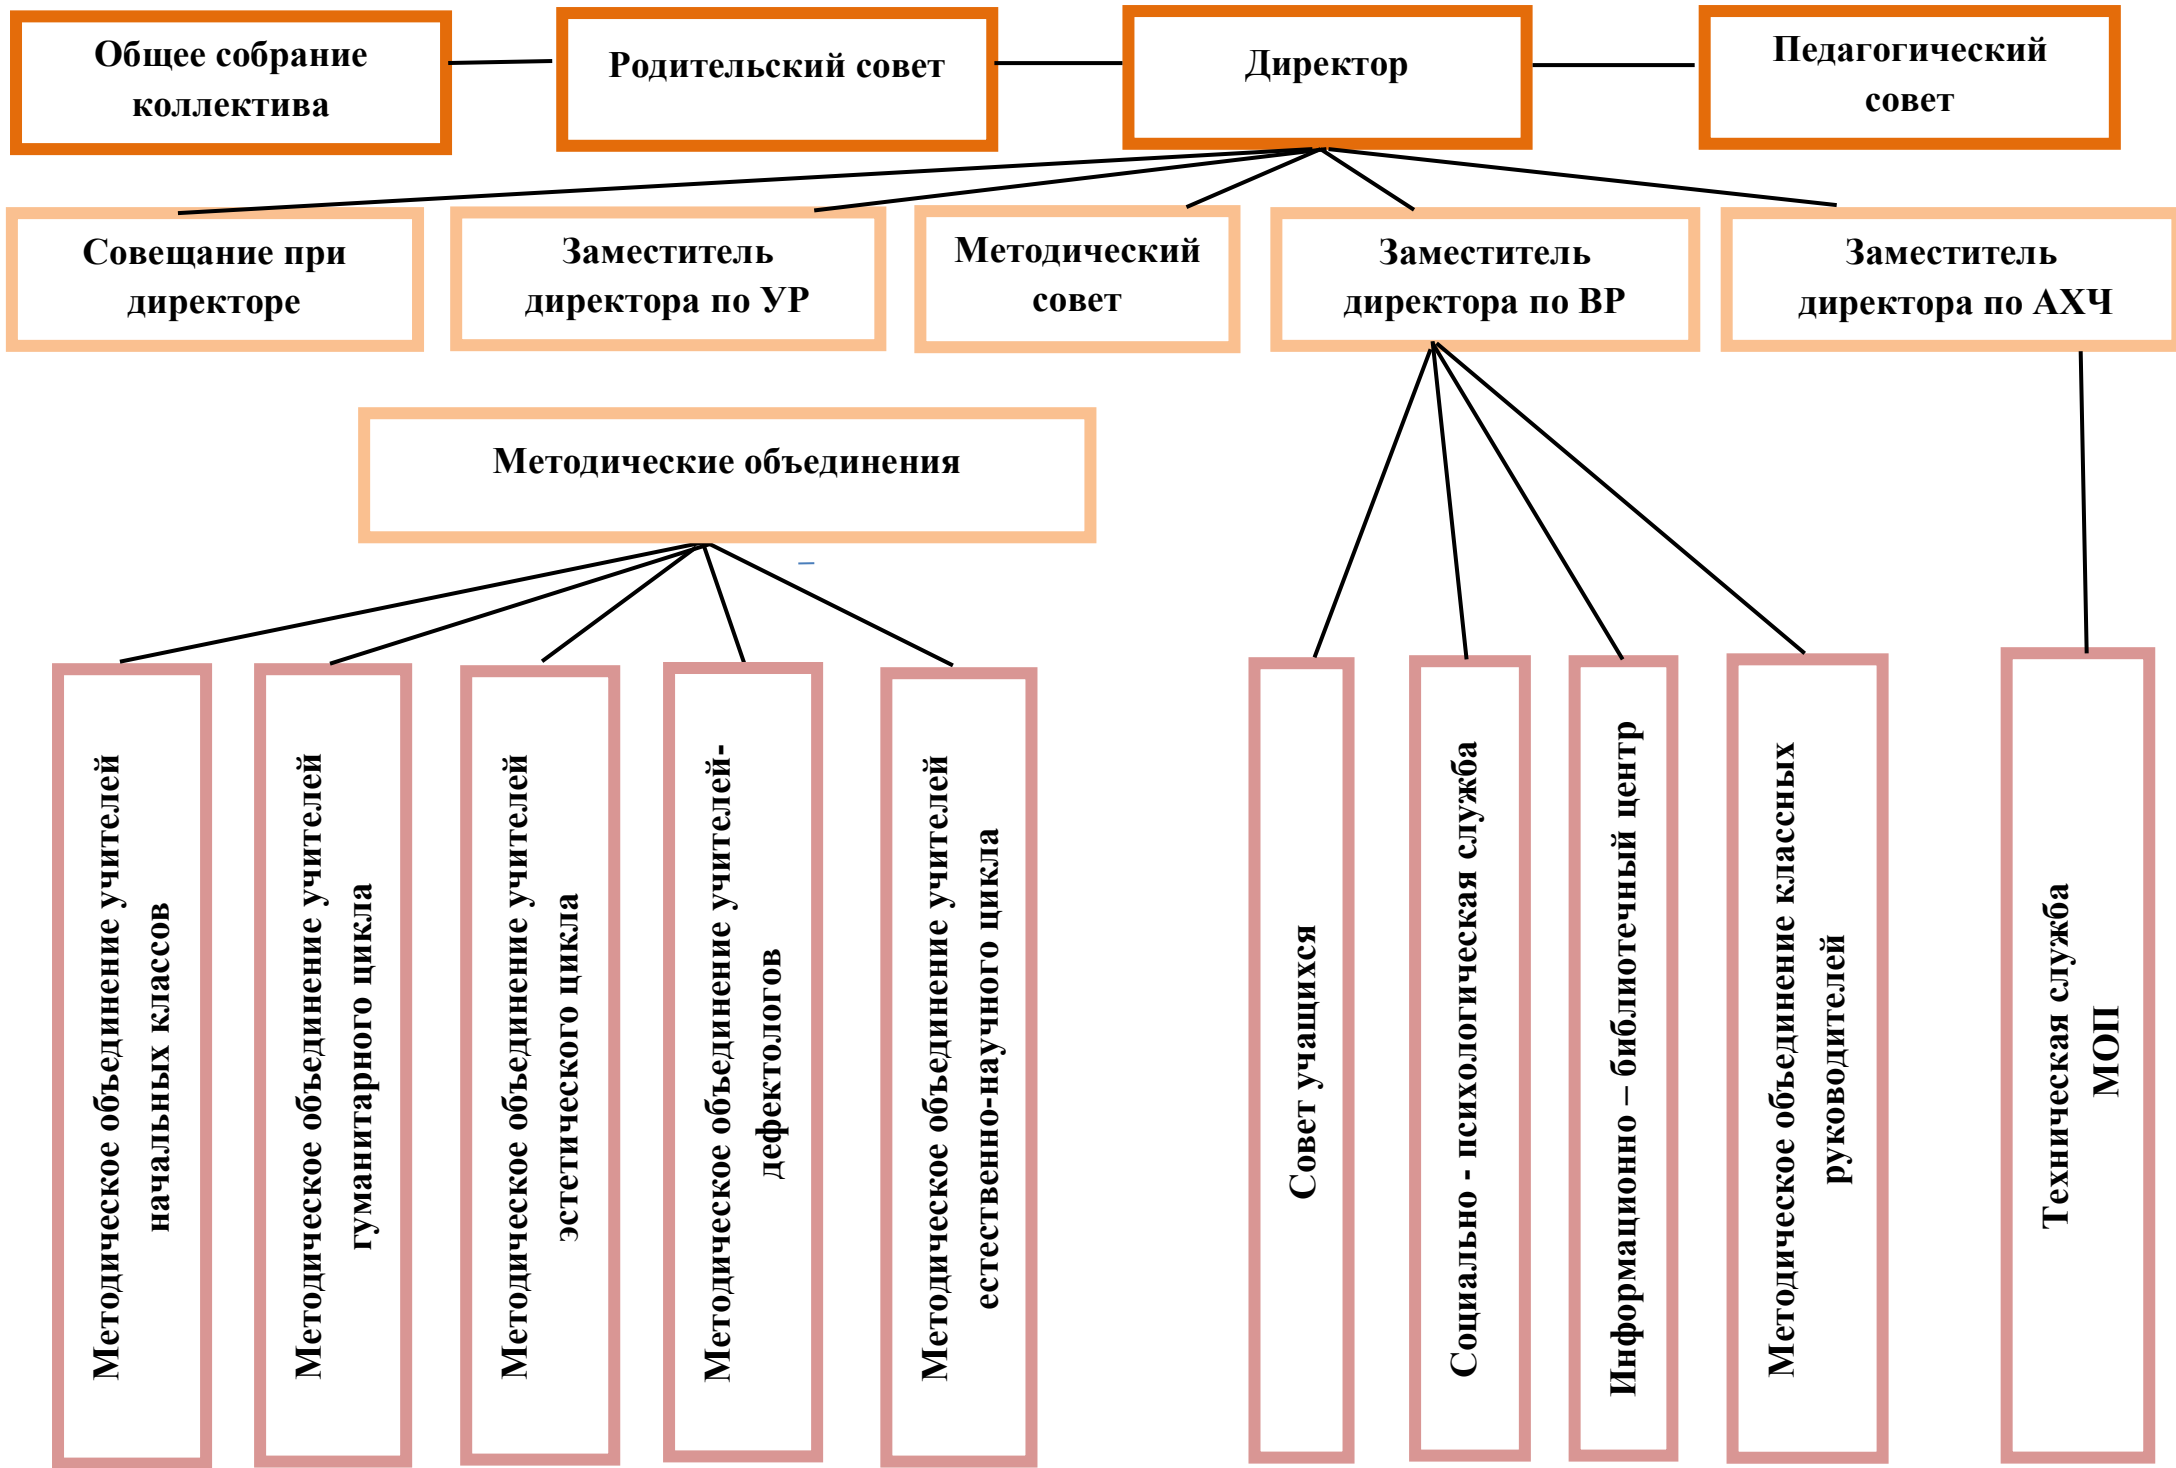 Общее собрание
коллектива
Родительский совет
Директор
Педагогический
совет
Совещание при
директоре
Заместитель
директора по УР
Методический
совет
Заместитель
директора по ВР
Заместитель
директора по АХЧ
Методические объединения
Методическое объединение учителей
начальных классов
Методическое объединение учителей
гуманитарного цикла
Методическое объединение учителей
эстетического цикла
Методическое объединение учителей-
дефектологов
Методическое объединение учителей
естественно-научного цикла
Совет учащихся
Социально - психологическая служба
Информационно – библиотечный центр
Методическое объединение классных
руководителей
Техническая служба
МОП